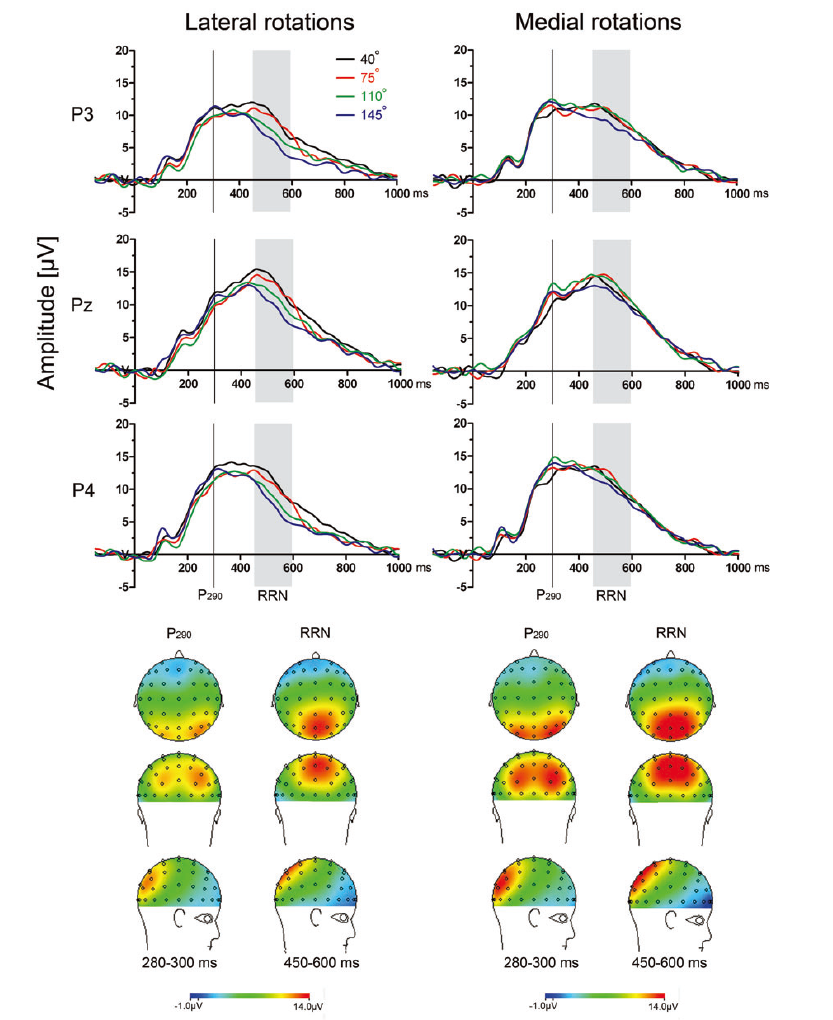 Lateral rotations Medial rotations
20 20
15 15
10 10
5 5
-5 -5
40°
75°
110°
145°
P3
200 400 600 800 1000 ms 200 400 600 800 1000 ms
Amplitude [µV]
20 20
15 15
10 10
5 5
-5 -5
Pz
200 400 600 800 1000 ms 200 400 600 800 1000 ms
20 20
15 15
10 10
5 5
-5 -5
P4
200 400 600 800 1000 ms 200 400 600 800 1000 ms
P290 RRN P290 RRN
P290 RRN P290 RRN
280-300 ms 450-600 ms 280-300 ms 450-600 ms
-1.0µV 14.0µV -1.0µV 14.0µV